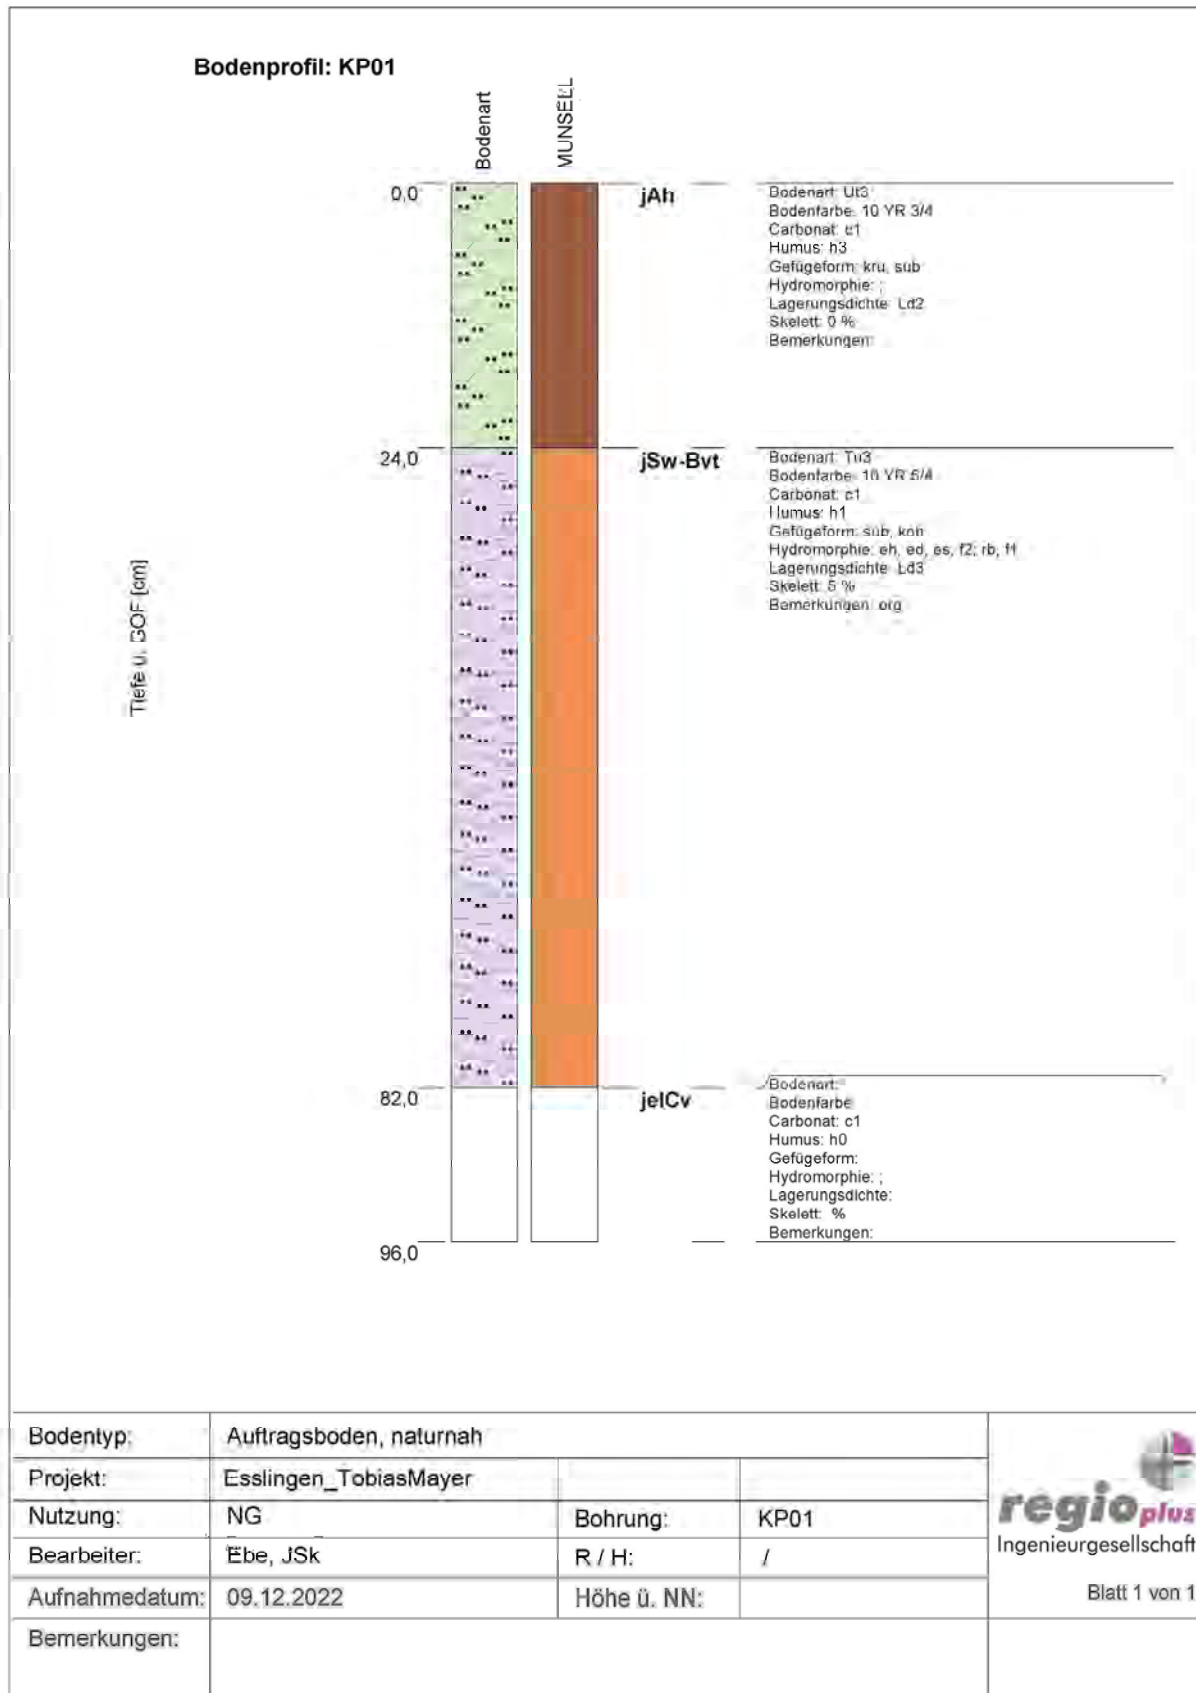 Bodenprofil: KP01
Bodenart
MUNSELL
Tiefe u. GOF [cm]
0,0
jAh
Bodenart: Ut3
Bodenfarbe: 10 YR 3/4
Carbonat: c1
Humus: h3
Gefügeform: kru, sub
Hydromorphie: ;
Lagerungsdichte: Ld2
Skelett: 0 %
Bemerkungen:
24,0
jSw-Bvt
Bodenart: Tu3
Bodenfarbe: 10 YR 5/4
Carbonat: c1
Humus: h1
Gefügeform: sub, koh
Hydromorphie: eh, ed, es, f2; rb, f1
Lagerungsdichte: Ld3
Skelett: 5 %
Bemerkungen: org
82,0
jelCv
Bodenart:
Bodenfarbe:
Carbonat: c1
Humus: h0
Gefügeform:
Hydromorphie: ;
Lagerungsdichte:
Skelett: %
Bemerkungen:
96,0
Bodentyp: Auftragsboden, naturnah
Projekt: Esslingen_TobiasMayer
Nutzung: NG Bohrung: KP01
Bearbeiter: Ebe, JSk R / H: /
Aufnahmedatum: 09.12.2022 Höhe ü. NN:
Bemerkungen:
regioplus
Ingenieurgesellschaft
Blatt 1 von 1